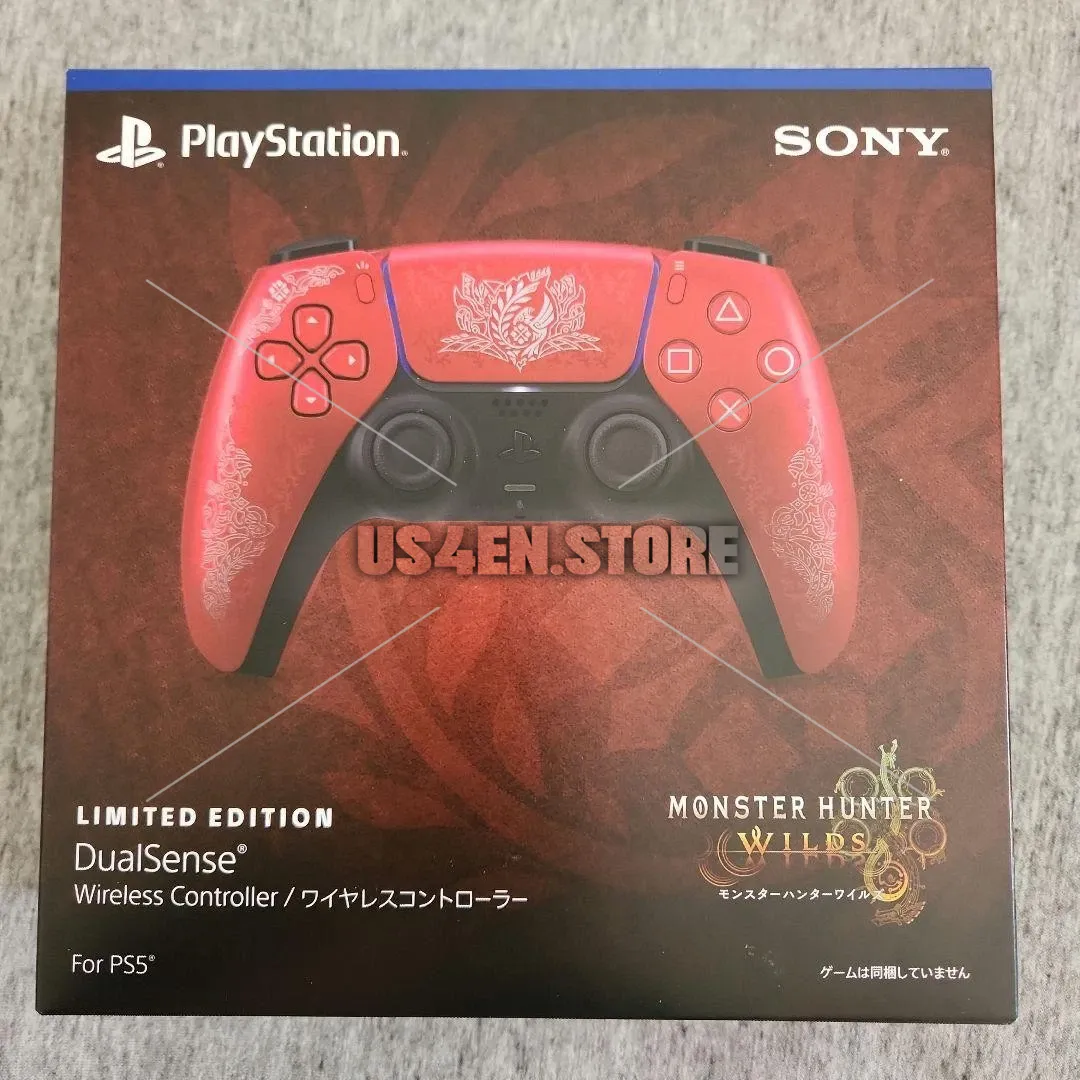 PlayStation®
SONY®
US4EN.STORE
LIMITED EDITION
DualSense®
Wireless Controller / ワイヤレスコントローラー
For PS5®
MONSTER HUNTER
WILDS
モンスターハンターワイルズ
ゲームは同梱していません